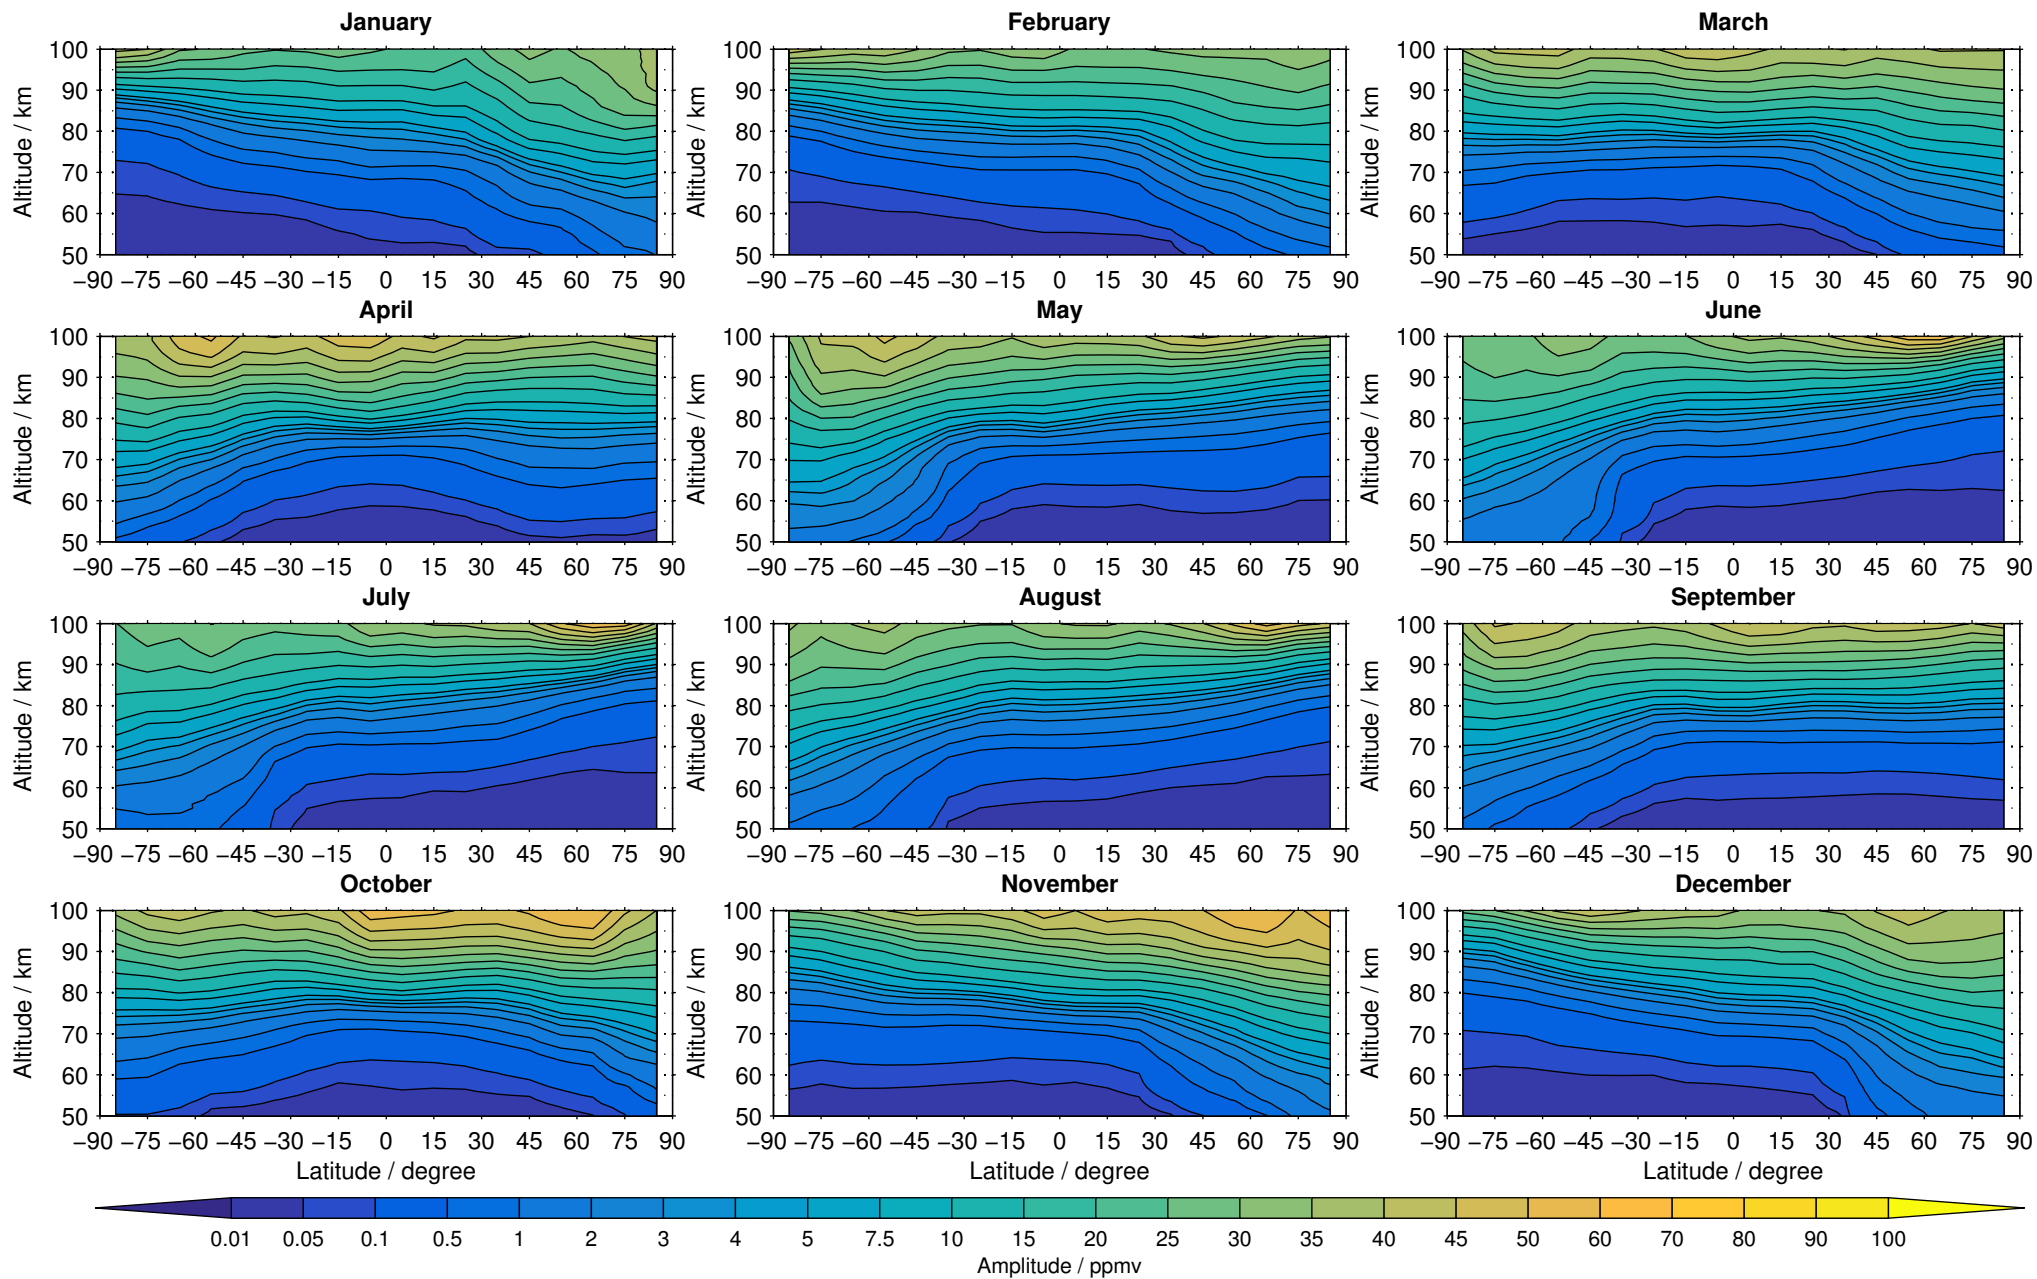 January February March
100 100 100
90 90 90
80 80 80
70 70 70
60 60 60
50 50 50
Altitude / km Altitude / km Altitude / km
−90 −75 −60 −45 −30 −15 0 15 30 45 60 75 90 −90 −75 −60 −45 −30 −15 0 15 30 45 60 75 90 −90 −75 −60 −45 −30 −15 0 15 30 45 60 75 90
April May June
100 100 100
90 90 90
80 80 80
70 70 70
60 60 60
50 50 50
Altitude / km Altitude / km Altitude / km
−90 −75 −60 −45 −30 −15 0 15 30 45 60 75 90 −90 −75 −60 −45 −30 −15 0 15 30 45 60 75 90 −90 −75 −60 −45 −30 −15 0 15 30 45 60 75 90
July August September
100 100 100
90 90 90
80 80 80
70 70 70
60 60 60
50 50 50
Altitude / km Altitude / km Altitude / km
−90 −75 −60 −45 −30 −15 0 15 30 45 60 75 90 −90 −75 −60 −45 −30 −15 0 15 30 45 60 75 90 −90 −75 −60 −45 −30 −15 0 15 30 45 60 75 90
October November December
100 100 100
90 90 90
80 80 80
70 70 70
60 60 60
50 50 50
Altitude / km Altitude / km Altitude / km
−90 −75 −60 −45 −30 −15 0 15 30 45 60 75 90 −90 −75 −60 −45 −30 −15 0 15 30 45 60 75 90 −90 −75 −60 −45 −30 −15 0 15 30 45 60 75 90
Latitude / degree Latitude / degree Latitude / degree
0.01 0.05 0.1 0.5 1 2 3 4 5 7.5 10 15 20 25 30 35 40 45 50 60 70 80 90 100
Amplitude / ppmv